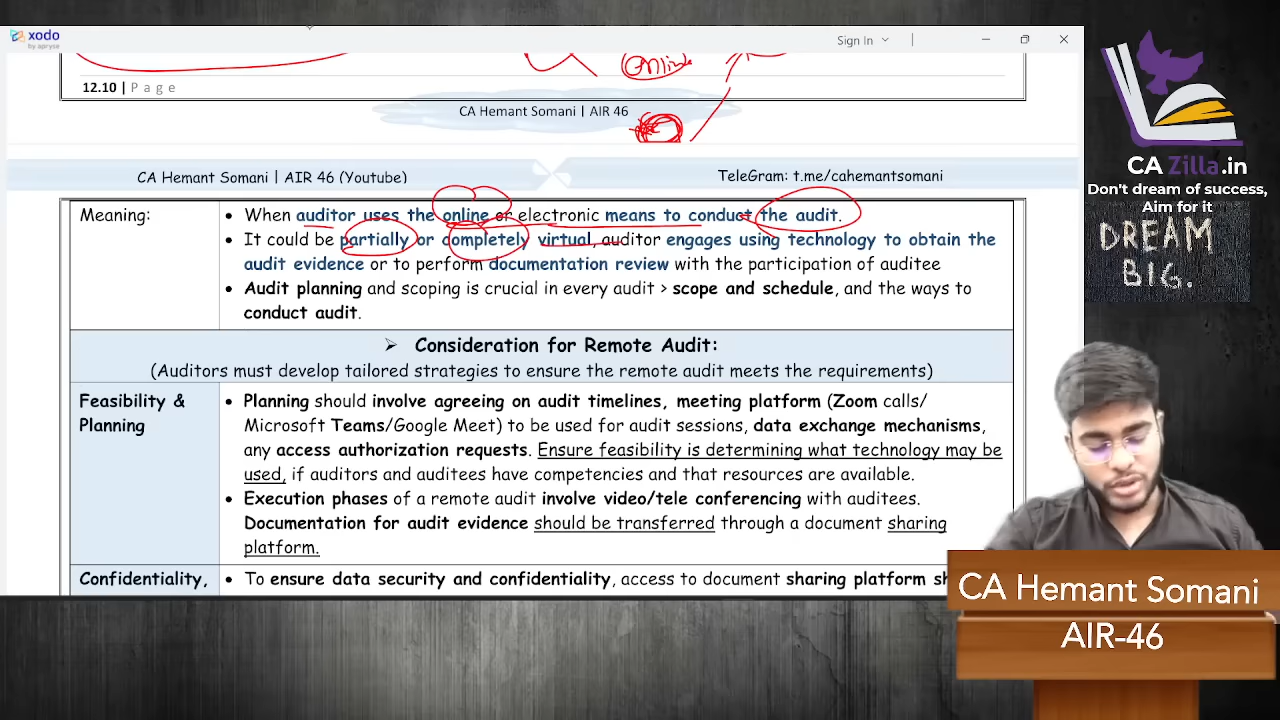 xodo
by apryse
Sign In
Online
12.10 | P a g e
CA Hemant Somani | AIR 46
CA Hemant Somani | AIR 46 (Youtube)
TeleGram: t.me/cahemantsomani
Meaning:
• When auditor uses the online or electronic means to conduct the audit.
• It could be partially or completely virtual, auditor engages using technology to obtain the
audit evidence or to perform documentation review with the participation of auditee
• Audit planning and scoping is crucial in every audit > scope and schedule, and the ways to
conduct audit.
➢ Consideration for Remote Audit:
(Auditors must develop tailored strategies to ensure the remote audit meets the requirements)
Feasibility &
Planning
• Planning should involve agreeing on audit timelines, meeting platform (Zoom calls/
Microsoft Teams/Google Meet) to be used for audit sessions, data exchange mechanisms,
any access authorization requests. Ensure feasibility is determining what technology may be
used, if auditors and auditees have competencies and that resources are available.
• Execution phases of a remote audit involve video/tele conferencing with auditees.
Documentation for audit evidence should be transferred through a document sharing
platform.
Confidentiality,
• To ensure data security and confidentiality, access to document sharing platform
CA Zilla.in
Don't dream of success,
Aim for it
DREAM
BIG.
CA Hemant Somani
AIR-46